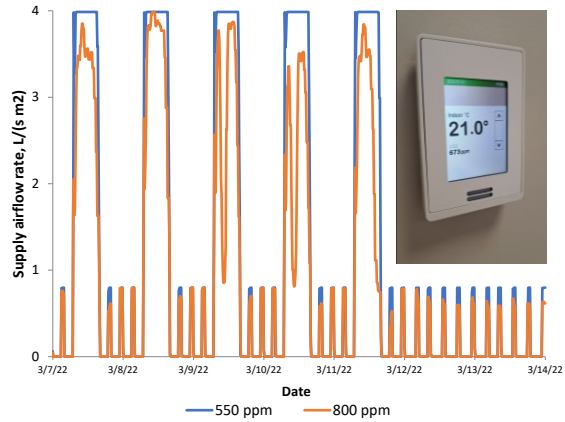 4
3
2
1
0
Supply airflow rate, L/(s m2)
3/7/22
3/8/22
3/9/22
3/10/22
3/11/22
3/12/22
3/13/22
3/14/22
Date
550 ppm
800 ppm
Indoor °C
21.0°
673ppm